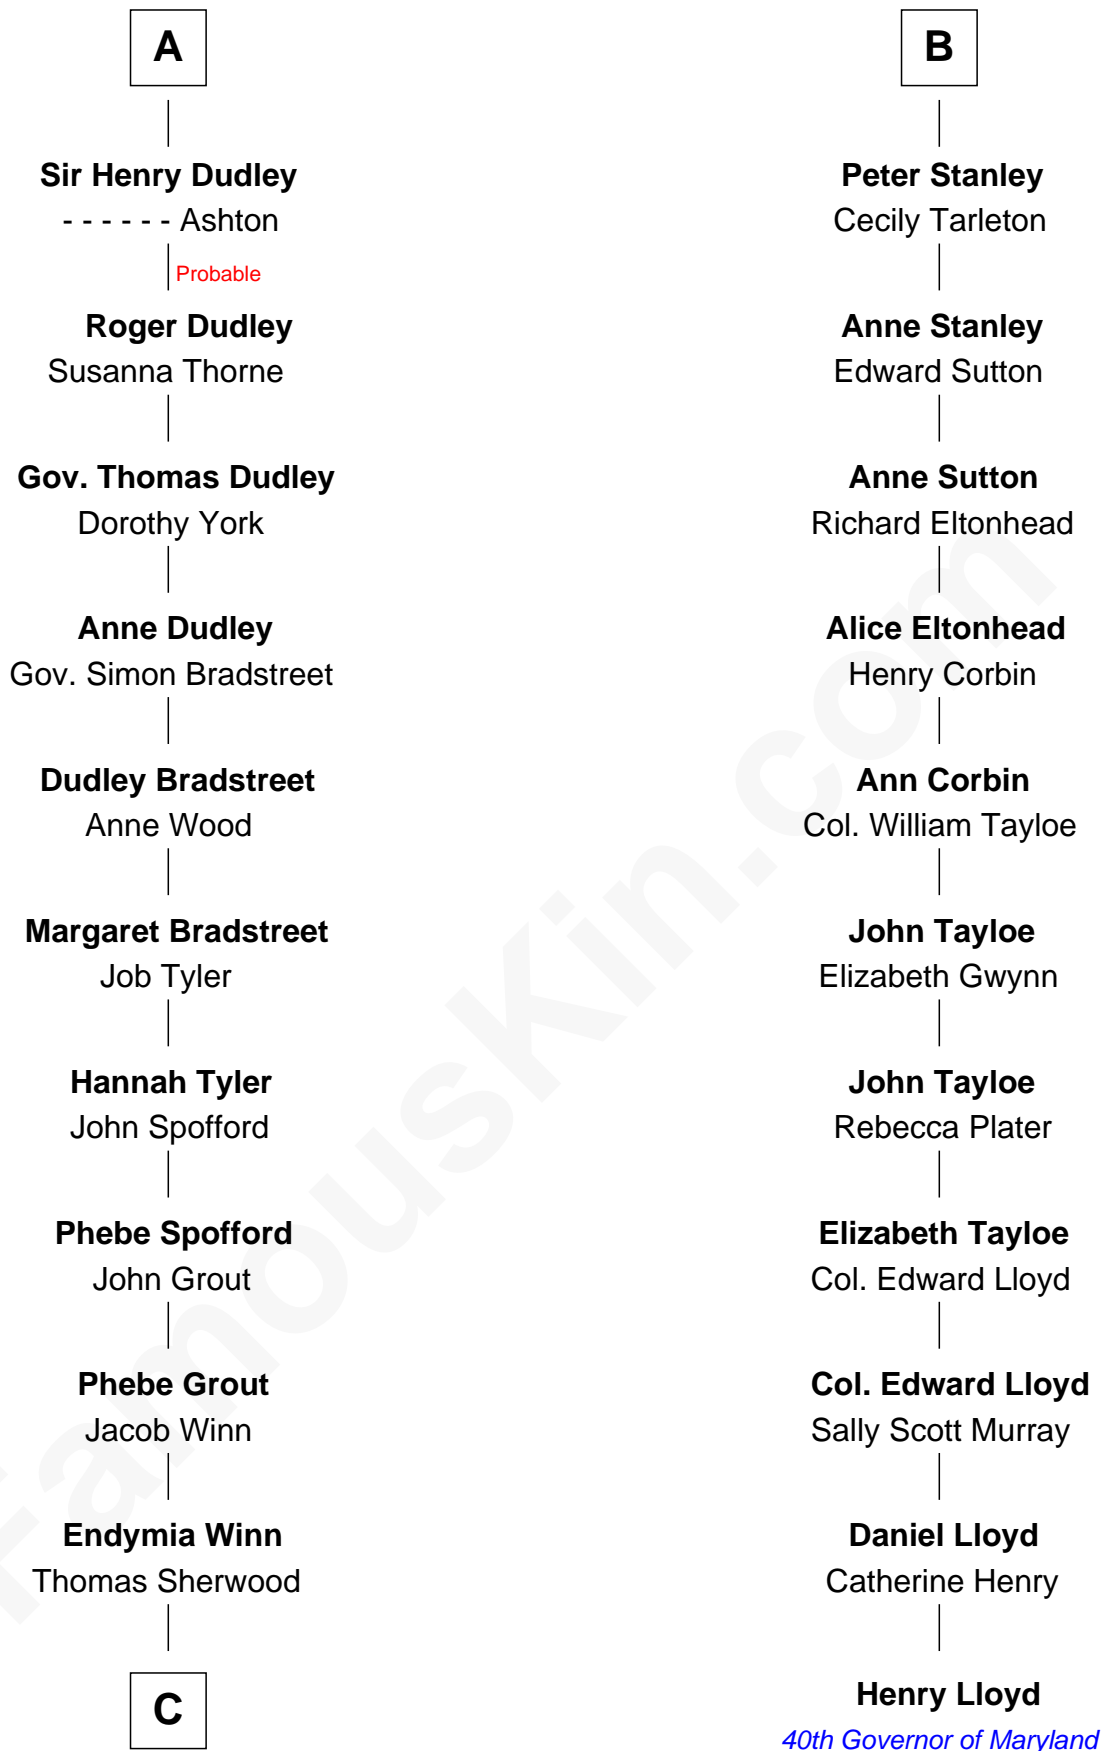 A
Sir Henry Dudley
- - - - - - Ashton
Probable
Roger Dudley
Susanna Thorne
Gov. Thomas Dudley
Dorothy York
Anne Dudley
Gov. Simon Bradstreet
Dudley Bradstreet
Anne Wood
Margaret Bradstreet
Job Tyler
Hannah Tyler
John Spofford
Phebe Spofford
John Grout
Phebe Grout
Jacob Winn
Endymia Winn
Thomas Sherwood
C
B
Peter Stanley
Cecily Tarleton
Anne Stanley
Edward Sutton
Anne Sutton
Richard Eltonhead
Alice Eltonhead
Henry Corbin
Ann Corbin
Col. William Tayloe
John Tayloe
Elizabeth Gwynn
John Tayloe
Rebecca Plater
Elizabeth Tayloe
Col. Edward Lloyd
Col. Edward Lloyd
Sally Scott Murray
Daniel Lloyd
Catherine Henry
Henry Lloyd
40th Governor of Maryland
FamousKin.com